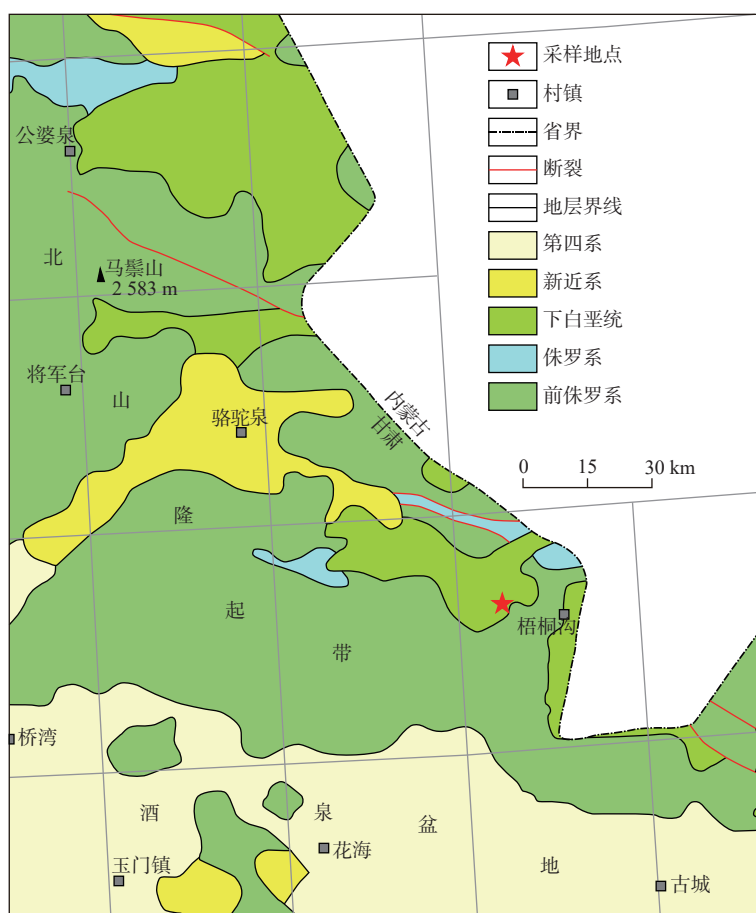 采样地点
村镇
省界
断裂
地层界线
第四系
新近系
下白垩统
侏罗系
前侏罗系
0 15 30 km
公婆泉
北
马鬃山
2 583 m
将军台
山
骆驼泉
内蒙古
甘肃
隆
起
带
梧桐沟
桥湾
酒
泉
盆
地
玉门镇
花海
古城